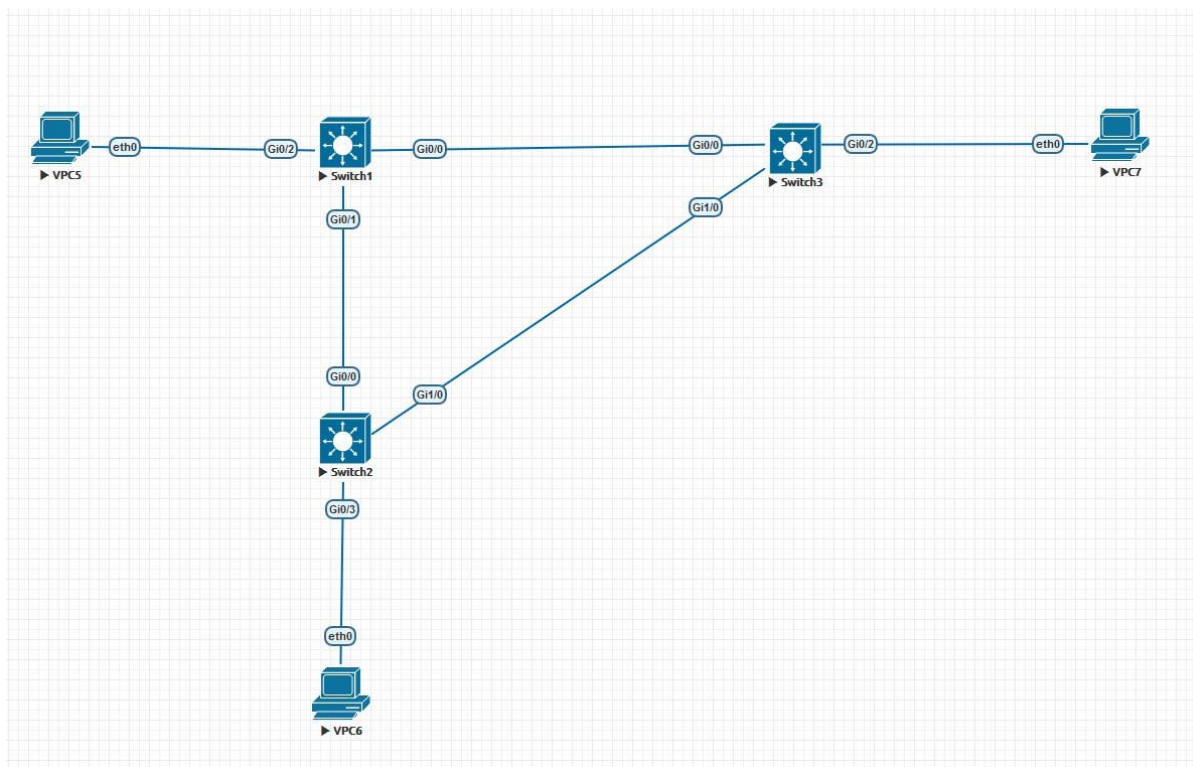 eth0
Gi0/2
Gi0/0
Gi0/0
Gi0/2
eth0
VPC5
Switch1
Switch3
VPC7
Gi0/1
Gi1/0
Gi0/0
Gi1/0
Switch2
Gi0/3
eth0
VPC6